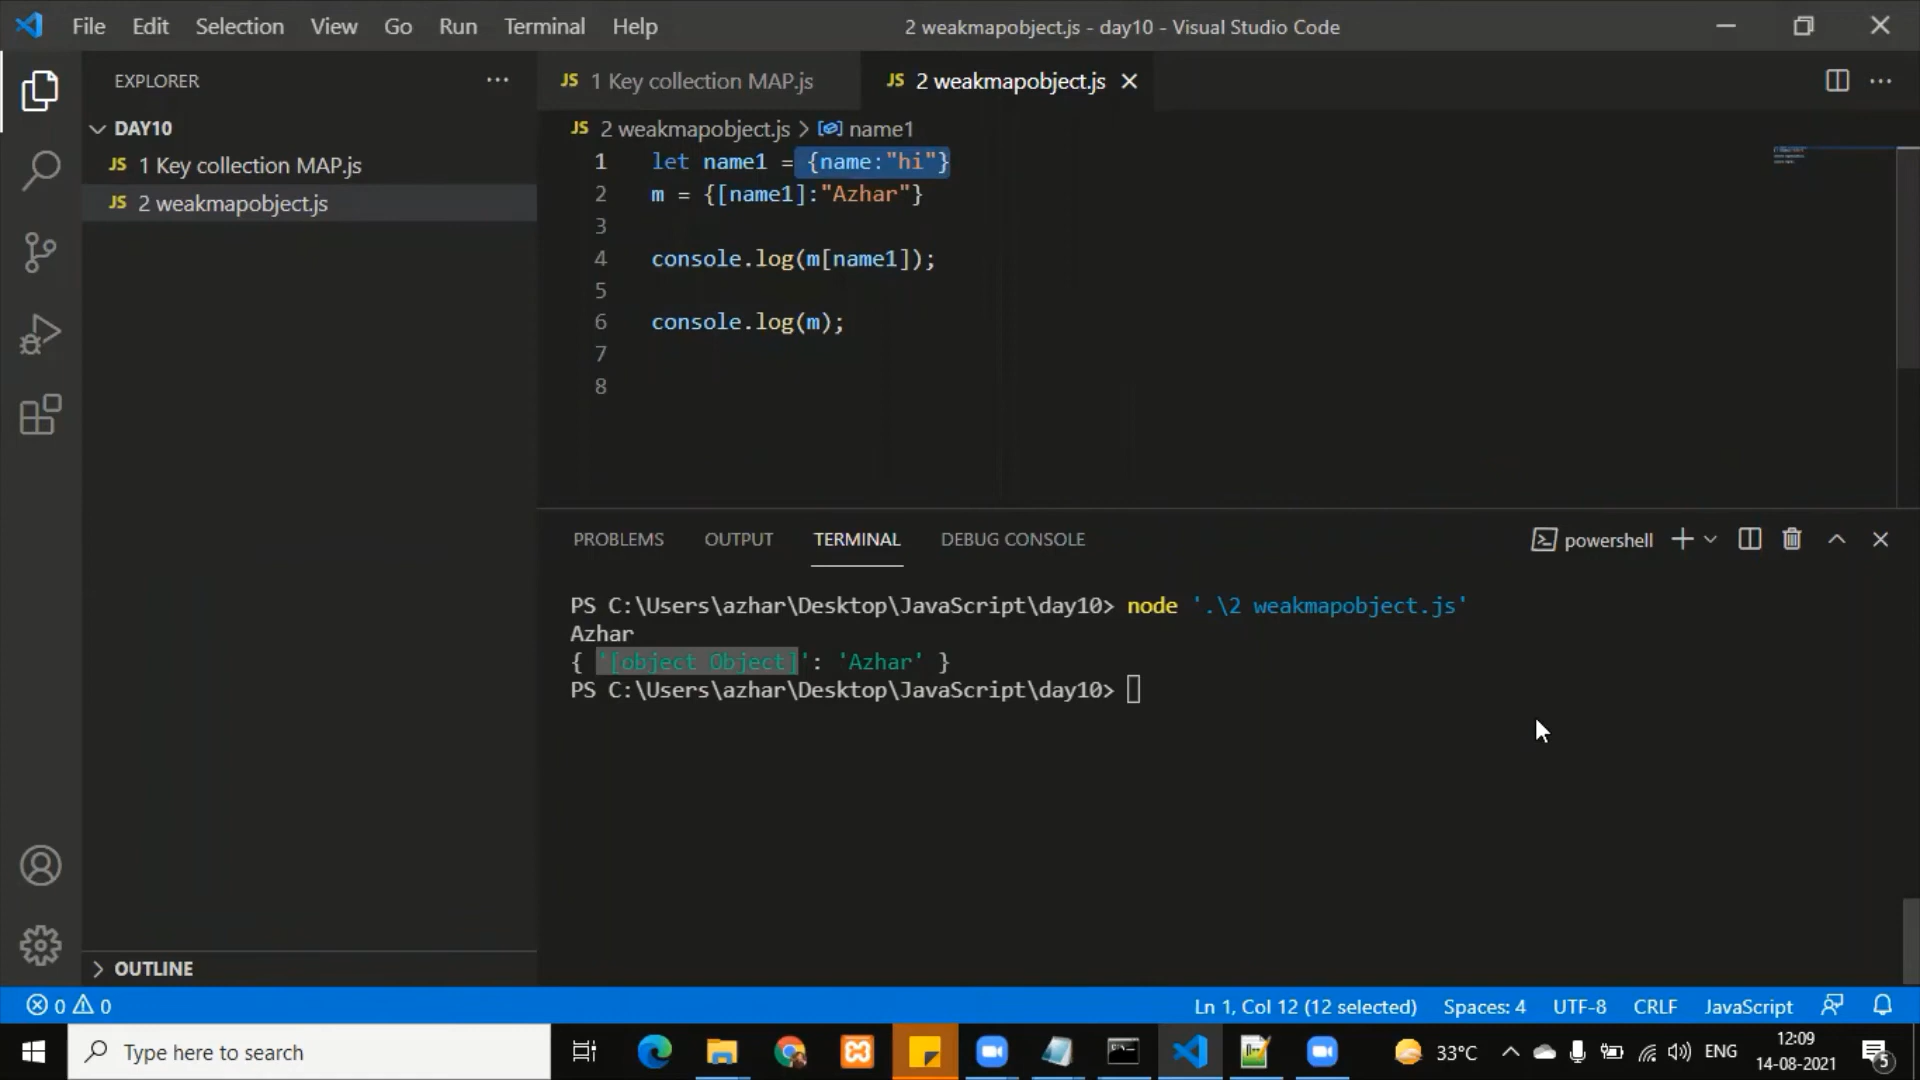 File Edit Selection View Go Run Terminal Help
2 weakmapobject.js - day10 - Visual Studio Code
EXPLORER
JS 1 Key collection MAP.js
JS 2 weakmapobject.js
DAY10
JS 1 Key collection MAP.js
JS 2 weakmapobject.js
JS 2 weakmapobject.js > name1
1 let name1 = {name:"hi"}
2 m = {[name1]:"Azhar"}
3
4 console.log(m[name1]);
5
6 console.log(m);
7
8
PROBLEMS OUTPUT TERMINAL DEBUG CONSOLE
powershell
PS C:\Users\azhar\Desktop\JavaScript\day10> node '.\2 weakmapobject.js'
Azhar
{ '[object Object]': 'Azhar' }
PS C:\Users\azhar\Desktop\JavaScript\day10>
OUTLINE
0 0
Ln 1, Col 12 (12 selected) Spaces: 4 UTF-8 CRLF JavaScript
Type here to search
33°C
ENG
12:09
14-08-2021
5